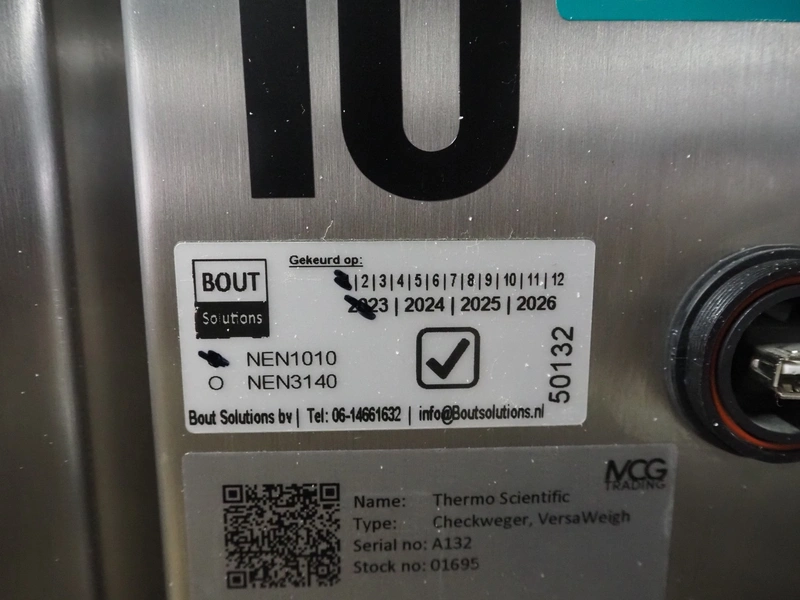 10
Gekeurd op:
BOUT
Solutions
| 2 | 3 | 4 | 5 | 6 | 7 | 8 | 9 | 10 | 11 | 12
2023 | 2024 | 2025 | 2026
NEN1010
O NEN3140
50132
Bout Solutions bv | Tel: 06-14661632 | info@Boutsolutions.nl
MCG
TRADING
Name: Thermo Scientific
Type: Checkweger, VersaWeigh
Serial no: A132
Stock no: 01695